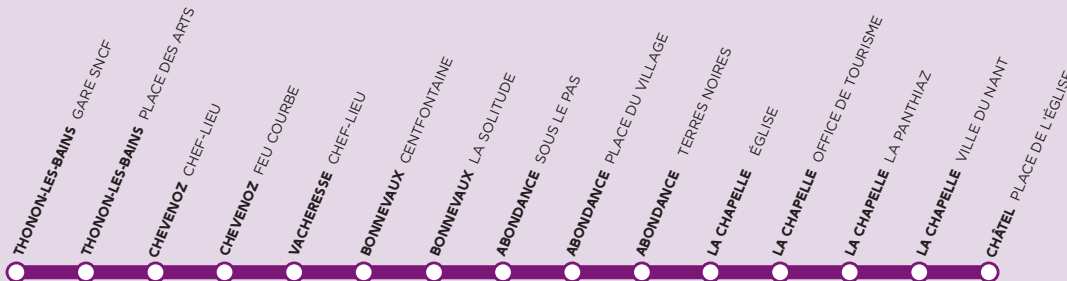 THONON-LES-BAINS GARE SNCF
THONON-LES-BAINS PLACE DES ARTS
CHEVENOZ CHEF-LIEU
CHEVENOZ FEU COURBE
VACHERESSE CHEF-LIEU
BONNEVAUX CENTFONTAINE
BONNEVAUX LA SOLITUDE
ABONDANCE SOUS LE PAS
ABONDANCE PLACE DU VILLAGE
ABONDANCE TERRES NOIRES
LA CHAPELLE ÉGLISE
LA CHAPELLE OFFICE DE TOURISME
LA CHAPELLE LA PANTHIAZ
LA CHAPELLE VILLE DU NANT
CHÂTEL PLACE DE L'ÉGLISE